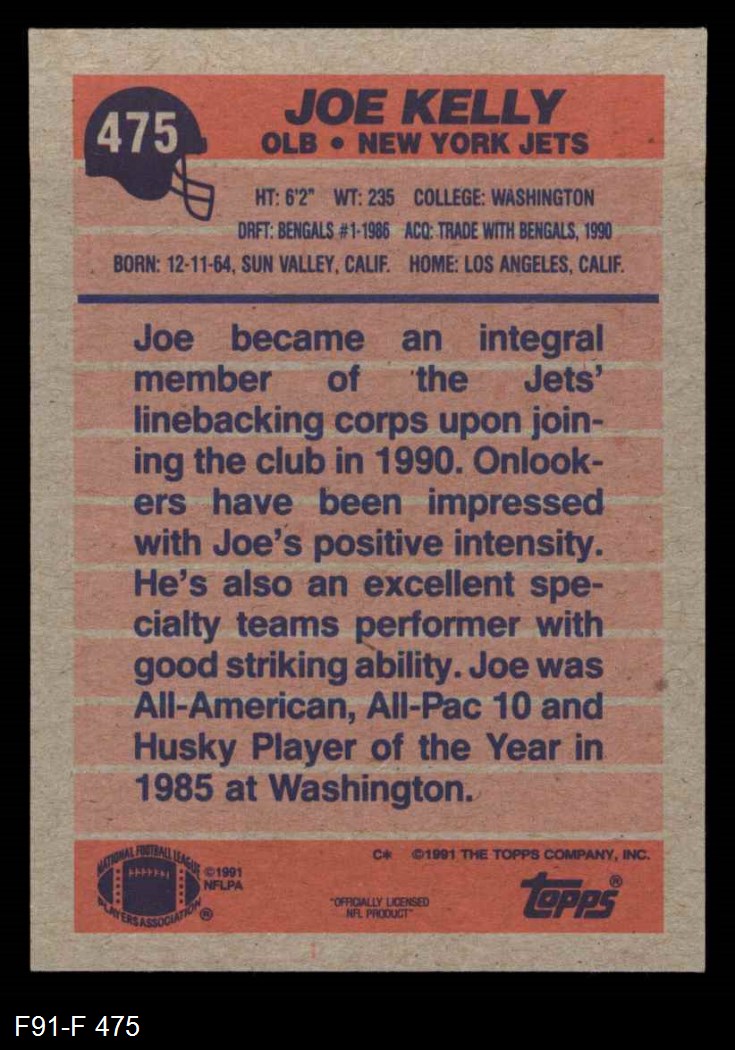 475
JOE KELLY
OLB • NEW YORK JETS
HT: 6'2" WT: 235 COLLEGE: WASHINGTON
DRFT: BENGALS #1-1986 ACQ: TRADE WITH BENGALS, 1990
BORN: 12-11-64, SUN VALLEY, CALIF. HOME: LOS ANGELES, CALIF.
Joe became an integral
member of the Jets'
linebacking corps upon join-
ing the club in 1990. Onlook-
ers have been impressed
with Joe's positive intensity.
He's also an excellent spe-
cialty teams performer with
good striking ability. Joe was
All-American, All-Pac 10 and
Husky Player of the Year in
1985 at Washington.
NATIONAL FOOTBALL LEAGUE
PLAYERS ASSOCIATION ®
©1991
NFLPA
"OFFICIALLY LICENSED
NFL PRODUCT"
C* ©1991 THE TOPPS COMPANY, INC.
topps®
F91-F 475